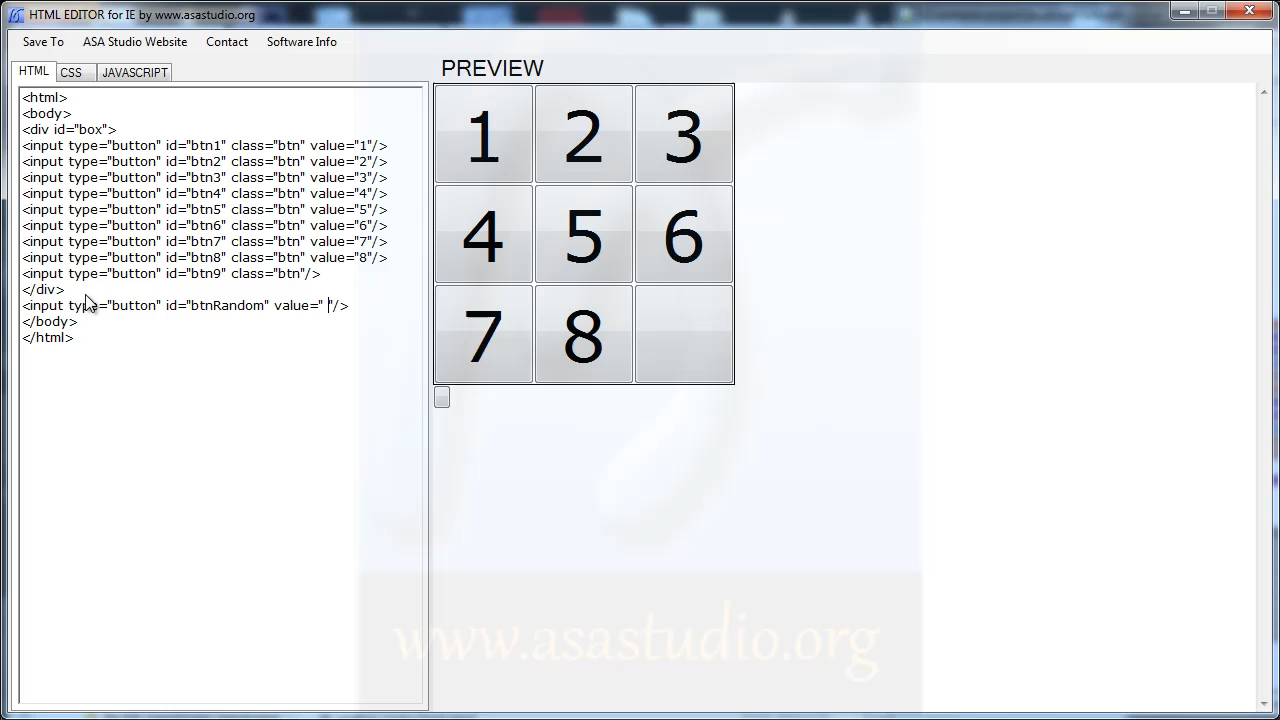 HTML EDITOR for IE by www.asastudio.org
Save To ASA Studio Website Contact Software Info
HTML CSS JAVASCRIPT
PREVIEW
<html>
<body>
<div id="box">
<input type="button" id="btn1" class="btn" value="1"/>
<input type="button" id="btn2" class="btn" value="2"/>
<input type="button" id="btn3" class="btn" value="3"/>
<input type="button" id="btn4" class="btn" value="4"/>
<input type="button" id="btn5" class="btn" value="5"/>
<input type="button" id="btn6" class="btn" value="6"/>
<input type="button" id="btn7" class="btn" value="7"/>
<input type="button" id="btn8" class="btn" value="8"/>
<input type="button" id="btn9" class="btn"/>
</div>
<input type="button" id="btnRandom" value=" "/>
</body>
</html>
1 2 3
4 5 6
7 8
www.asastudio.org